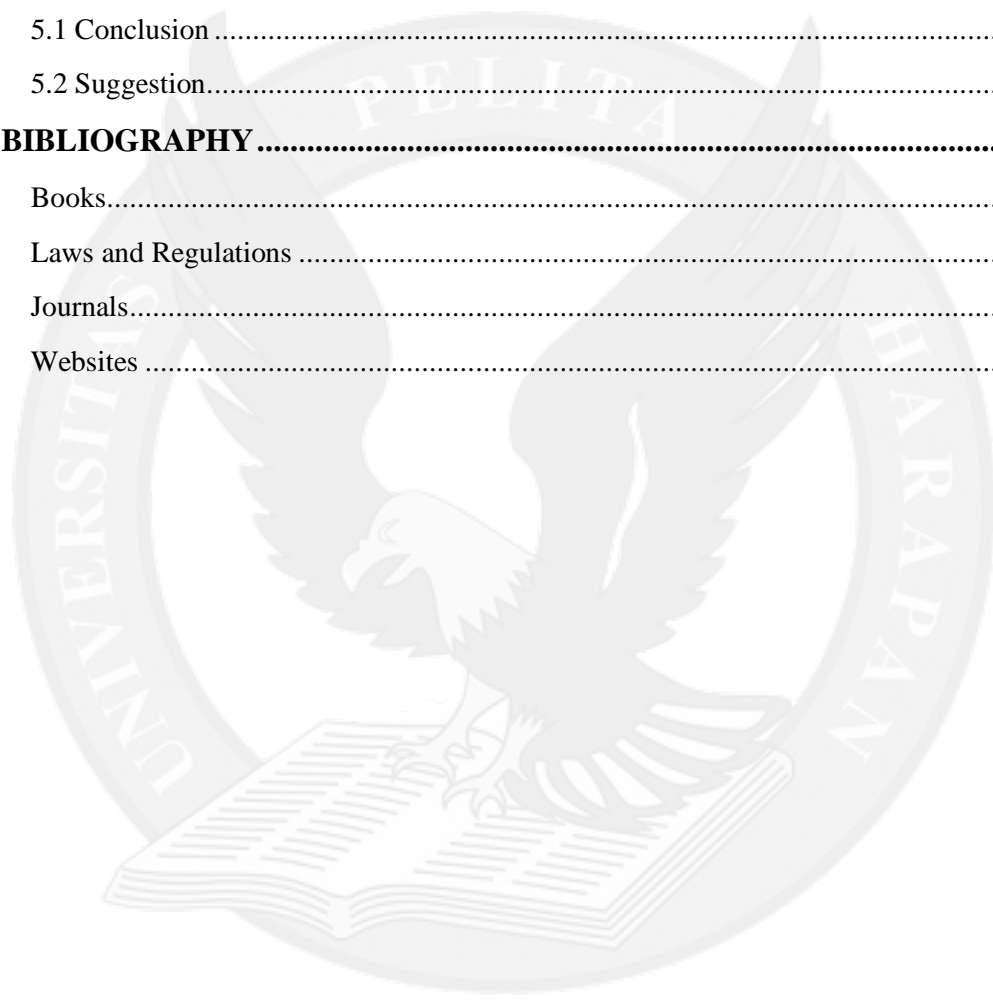 5.1 Conclusion ..........................................................................................................
5.2 Suggestion...........................................................................................................
BIBLIOGRAPHY...............................................................................................
Books........................................................................................................................
Laws and Regulations ...............................................................................................
Journals.....................................................................................................................
Websites ...................................................................................................................
UNIVERSITAS PELITA HARAPAN